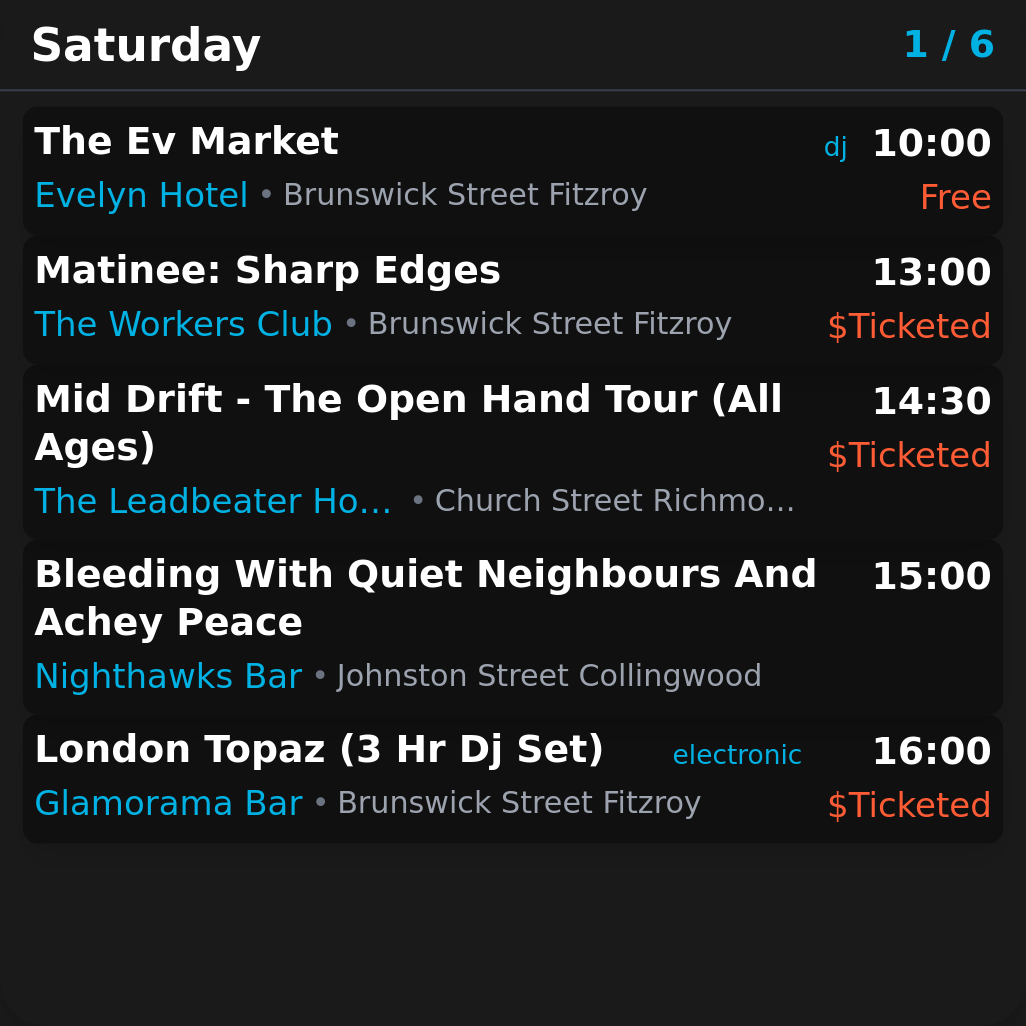 Saturday 1 / 6
The Ev Market dj 10:00
Evelyn Hotel • Brunswick Street Fitzroy Free
Matinee: Sharp Edges 13:00
The Workers Club • Brunswick Street Fitzroy $Ticketed
Mid Drift - The Open Hand Tour (All 14:30
Ages) $Ticketed
The Leadbeater Ho… • Church Street Richmo…
Bleeding With Quiet Neighbours And 15:00
Achey Peace
Nighthawks Bar • Johnston Street Collingwood
London Topaz (3 Hr Dj Set) electronic 16:00
Glamorama Bar • Brunswick Street Fitzroy $Ticketed